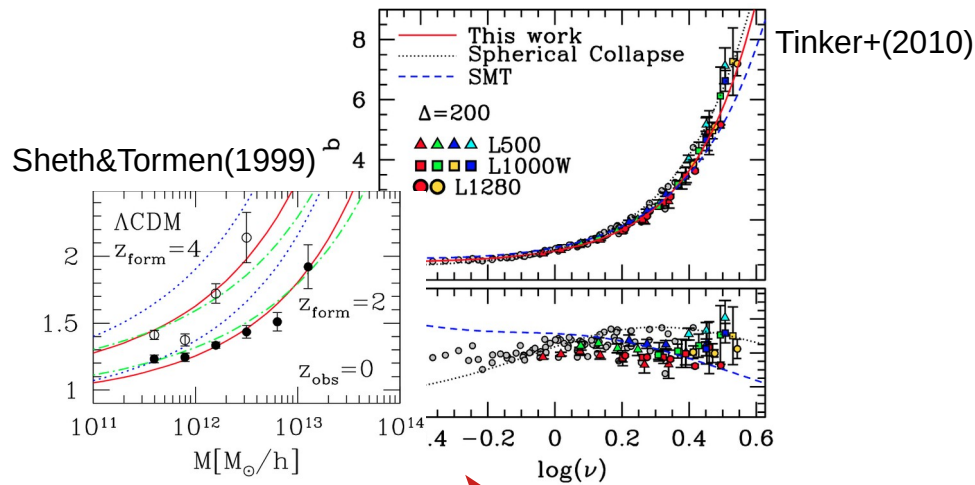 Tinker+(2010)
8
6
4
b
This work
Spherical Collapse
SMT
Δ=200
L500
L1000W
L1280
Sheth&Tormen(1999)
ΛCDM
z_form=4
z_form=2
z_obs=0
2
1.5
1
10^11 10^12 10^13 10^14
M[M_⊙/h]
.4 −0.2 0 0.2 0.4 0.6
log(ν)